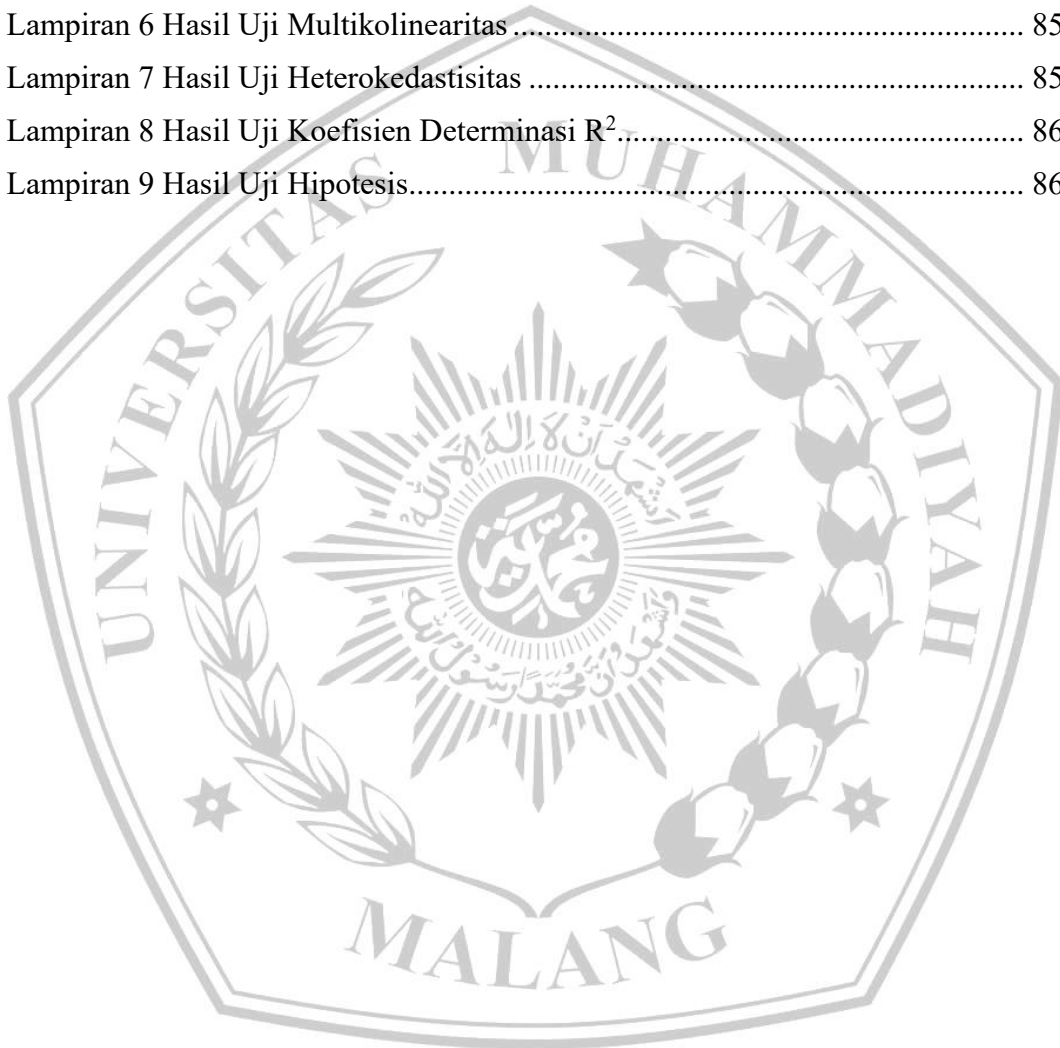 Lampiran 6 Hasil Uji Multikolinearitas ............................................................... 85
Lampiran 7 Hasil Uji Heterokedastisitas ............................................................. 85
Lampiran 8 Hasil Uji Koefisien Determinasi R² .................................................. 86
Lampiran 9 Hasil Uji Hipotesis............................................................................ 86
UNIVERSITAS MUHAMMADIYAH
MALANG